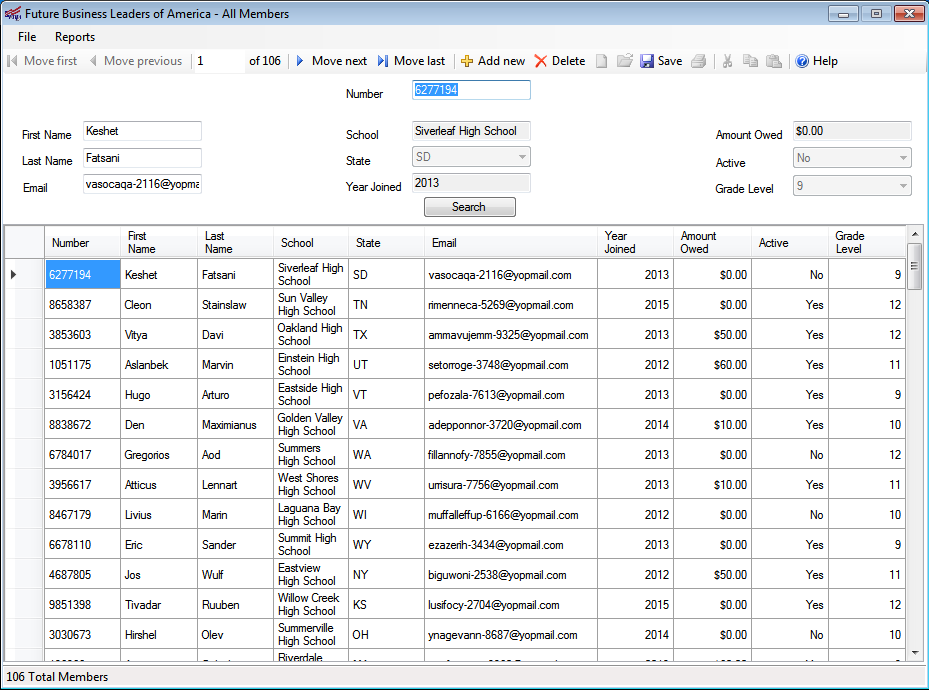 Future Business Leaders of America - All Members
File Reports
Move first Move previous 1 of 106 Move next Move last Add new Delete Save Help
Number 6277194
First Name Keshet School Siverleaf High School Amount Owed $0.00
Last Name Fatsani State SD Active No
Email vasocaqa-2116@yopma Year Joined 2013 Grade Level 9
Search
Number First Name Last Name School State Email Year Joined Amount Owed Active Grade Level
6277194 Keshet Fatsani Siverleaf High School SD vasocaqa-2116@yopmail.com 2013 $0.00 No 9
8658387 Cleon Stainslaw Sun Valley High School TN rimenneca-5269@yopmail.com 2015 $0.00 Yes 12
3853603 Vitya Davi Oakland High School TX ammavujemm-9325@yopmail.com 2013 $50.00 Yes 12
1051175 Aslanbek Marvin Einstein High School UT setorroge-3748@yopmail.com 2012 $60.00 Yes 11
3156424 Hugo Arturo Eastside High School VT pefozala-7613@yopmail.com 2013 $0.00 Yes 9
8838672 Den Maximianus Golden Valley High School VA adepponnor-3720@yopmail.com 2014 $10.00 Yes 10
6784017 Gregorios Aod Summers High School WA fillannofy-7855@yopmail.com 2013 $0.00 No 12
3956617 Atticus Lennart West Shores High School WV urrisura-7756@yopmail.com 2013 $10.00 Yes 11
8467179 Livius Marin Laguana Bay High School WI muffalleffup-6166@yopmail.com 2012 $0.00 No 10
6678110 Eric Sander Summit High School WY ezazerih-3434@yopmail.com 2013 $0.00 Yes 9
4687805 Jos Wulf Eastview High School NY biguwoni-2538@yopmail.com 2012 $50.00 Yes 11
9851398 Tivadar Ruuben Willow Creek High School KS lusifocy-2704@yopmail.com 2015 $0.00 Yes 12
3030673 Hirshel Olev Summerville High School OH ynagevann-8687@yopmail.com 2014 $0.00 No 10
Riverdale
106 Total Members